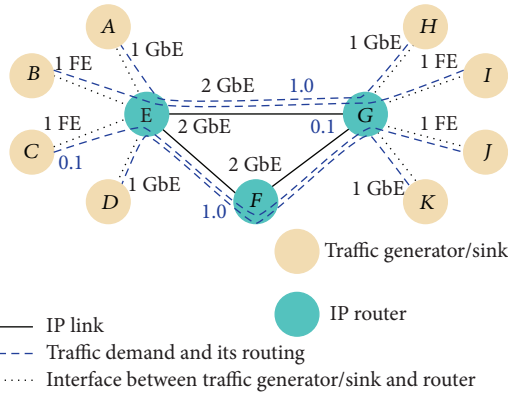 A
H
1 GbE
1 GbE
B
1 FE
1 FE
I
2 GbE
1.0
E
G
1 FE
2 GbE
0.1
1 FE
C
0.1
J
2 GbE
D
1 GbE
1 GbE
K
1.0
F
Traffic generator/sink
IP router
IP link
Traffic demand and its routing
Interface between traffic generator/sink and router